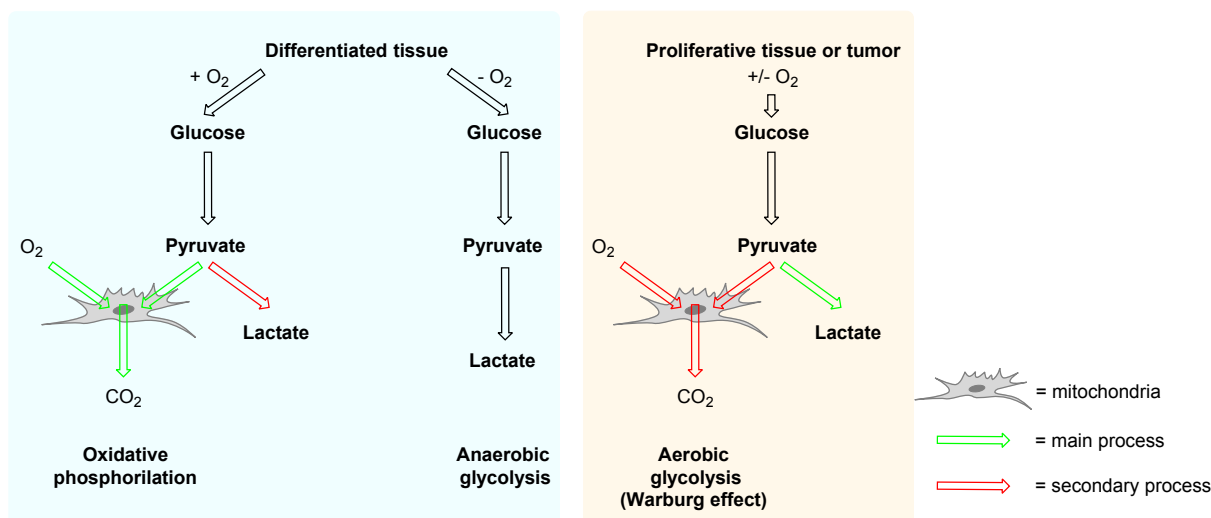 Differentiated tissue
+ O₂
- O₂
Glucose
Glucose
O₂
Pyruvate
Pyruvate
Lactate
Lactate
CO₂
Oxidative
phosphorilation
Anaerobic
glycolysis
Proliferative tissue or tumor
+/- O₂
Glucose
O₂
Pyruvate
Lactate
CO₂
Aerobic
glycolysis
(Warburg effect)
= mitochondria
= main process
= secondary process